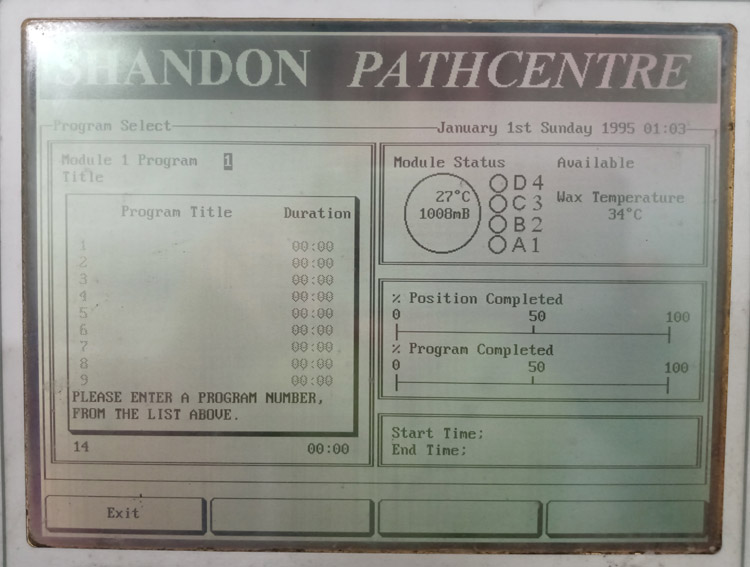 SHANDON PATHCENTRE
Program Select
January 1st Sunday 1995 01:03
Module 1 Program 1
Title
Program Title Duration
1 00:00
2 00:00
3 00:00
4 00:00
5 00:00
6 00:00
7 00:00
8 00:00
9 00:00
PLEASE ENTER A PROGRAM NUMBER,
FROM THE LIST ABOVE.
14 00:00
Module Status Available
27°C
1008mB
D 4
C 3
B 2
A 1
Wax Temperature
34°C
% Position Completed
0 50 100
% Program Completed
0 50 100
Start Time;
End Time;
Exit